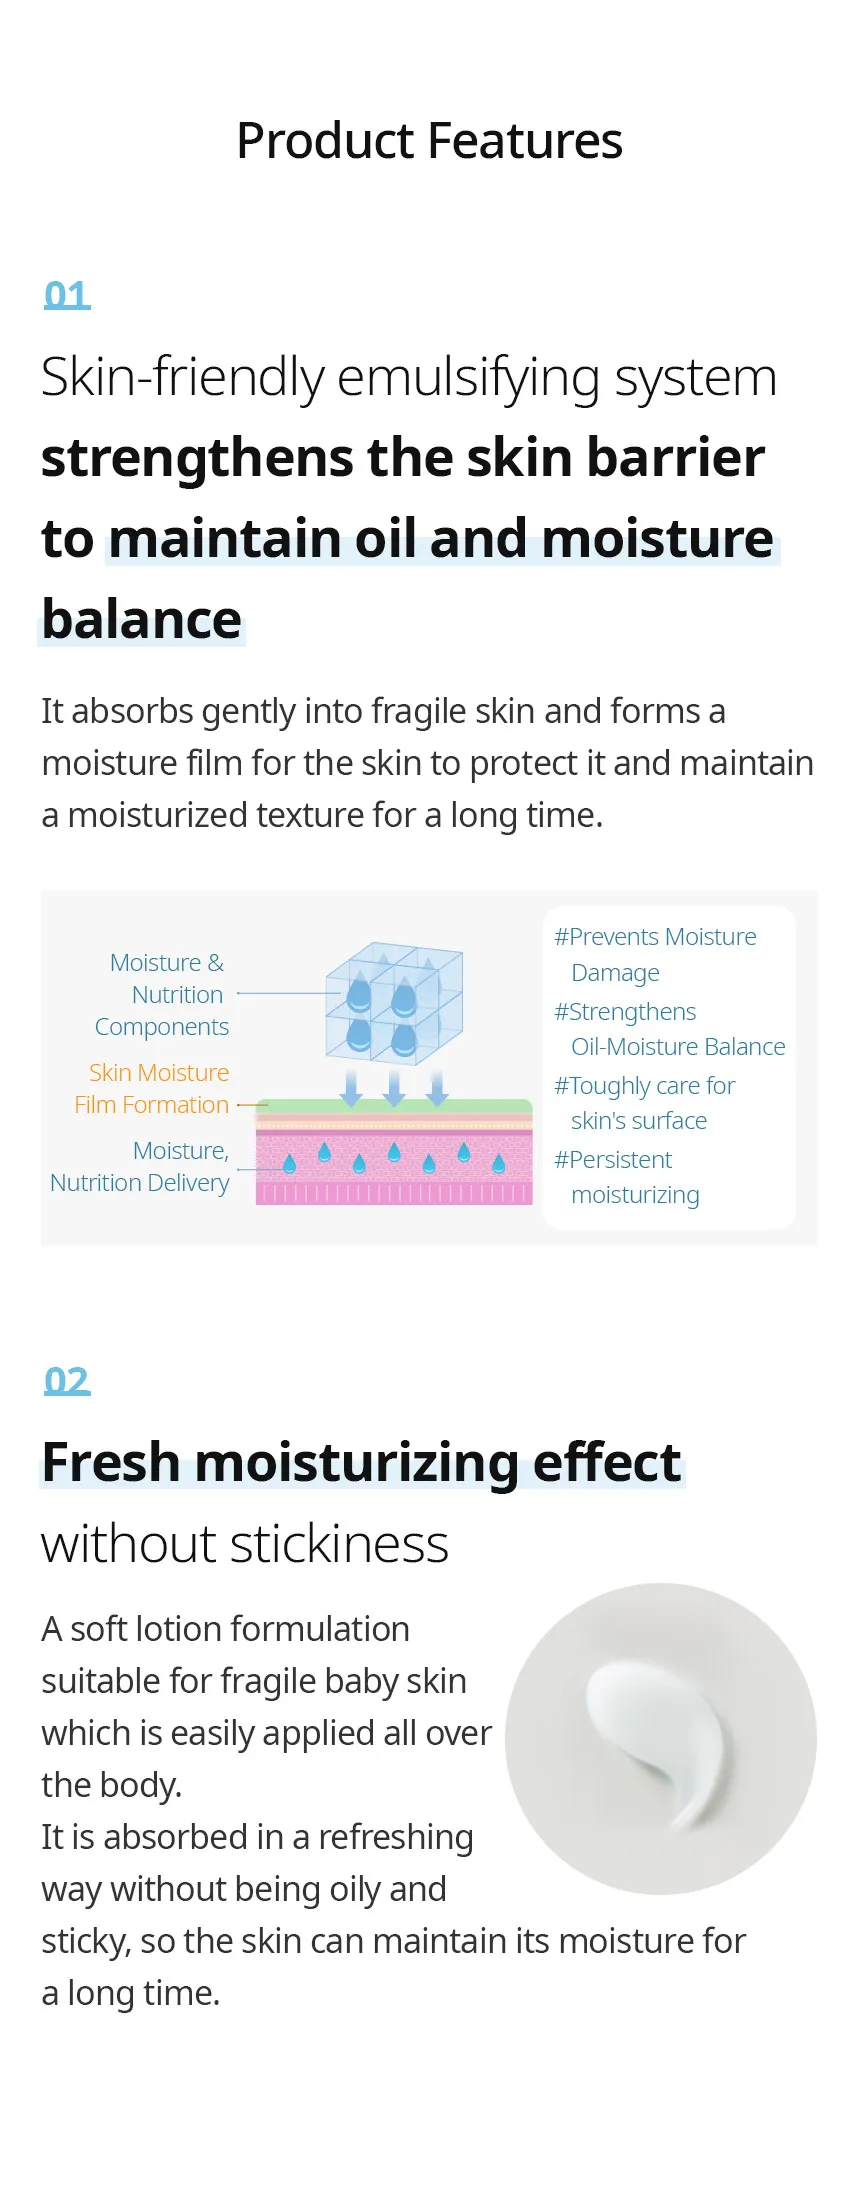 Product Features
01
Skin-friendly emulsifying system
strengthens the skin barrier
to maintain oil and moisture
balance
It absorbs gently into fragile skin and forms a
moisture film for the skin to protect it and maintain
a moisturized texture for a long time.
Moisture &
Nutrition
Components
Skin Moisture
Film Formation
Moisture,
Nutrition Delivery
#Prevents Moisture
Damage
#Strengthens
Oil-Moisture Balance
#Toughly care for
skin's surface
#Persistent
moisturizing
02
Fresh moisturizing effect
without stickiness
A soft lotion formulation
suitable for fragile baby skin
which is easily applied all over
the body.
It is absorbed in a refreshing
way without being oily and
sticky, so the skin can maintain its moisture for
a long time.